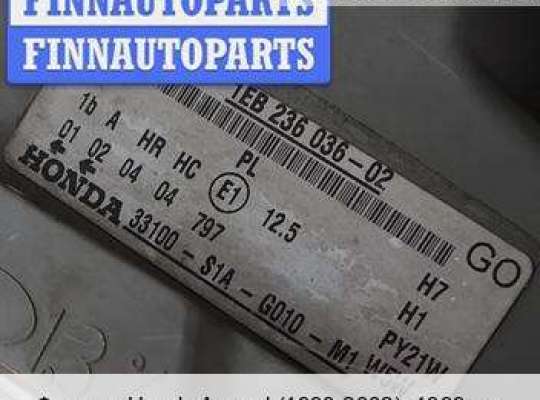 FINNAUTOPARTS
FINNAUTOPARTS
1EB 236 036-02
1b A HR HC PL
01 02 04 04 E1 12.5
797
HONDA 33100 - S1A - G010 - M1
H7
H1
PY21W
W5W
GO